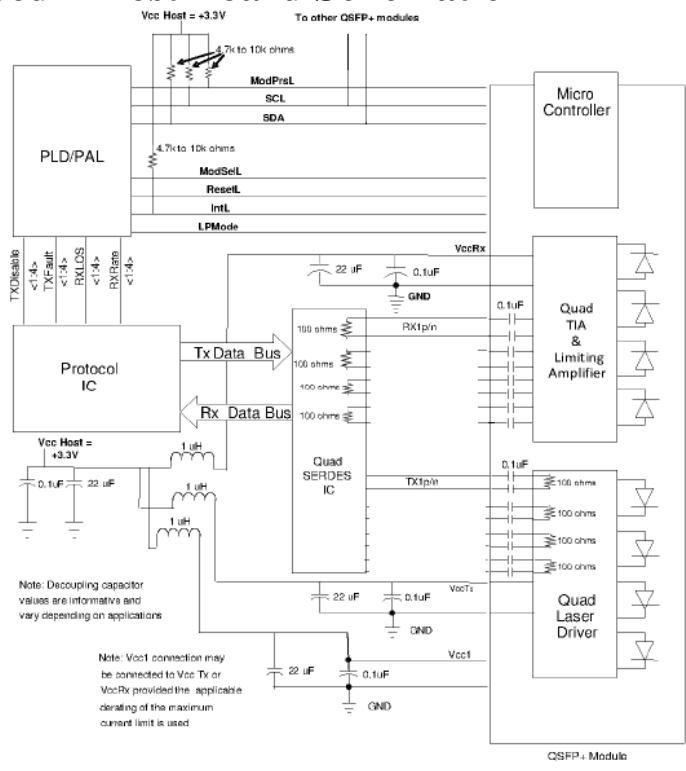 Vcc Host = +3.3V
To other QSFP+ modules
4.7k to 10k ohms
ModPrsL
SCL
SDA
Micro
Controller
PLD/PAL
4.7k to 10k ohms
ModSelL
ResetL
IntL
LPMode
TXDisable
<1:4>
TXFault
<1:4>
RXLOS
<1:4>
RXRate
<1:4>
VccRx
22 uF
0.1uF
GND
0.1uF
Quad
TIA
&
Limiting
Amplifier
100 ohms
RX1p/n
100 ohms
100 ohms
100 ohms
Protocol
IC
Tx Data Bus
Rx Data Bus
Vcc Host =
+3.3V
1 uH
0.1uF
22 uF
1 uH
1 uH
Quad
SERDES
IC
TX1p/n
0.1uF
100 ohms
100 ohms
100 ohms
100 ohms
VccTx
22 uF
0.1uF
GND
Quad
Laser
Driver
Note: Decoupling capacitor
values are informative and
vary depending on applications
Vcc1
22 uF
0.1uF
GND
Note: Vcc1 connection may
be connected to Vcc Tx or
VccRx provided the applicable
derating of the maximum
current limit is used
QSFP+ Module